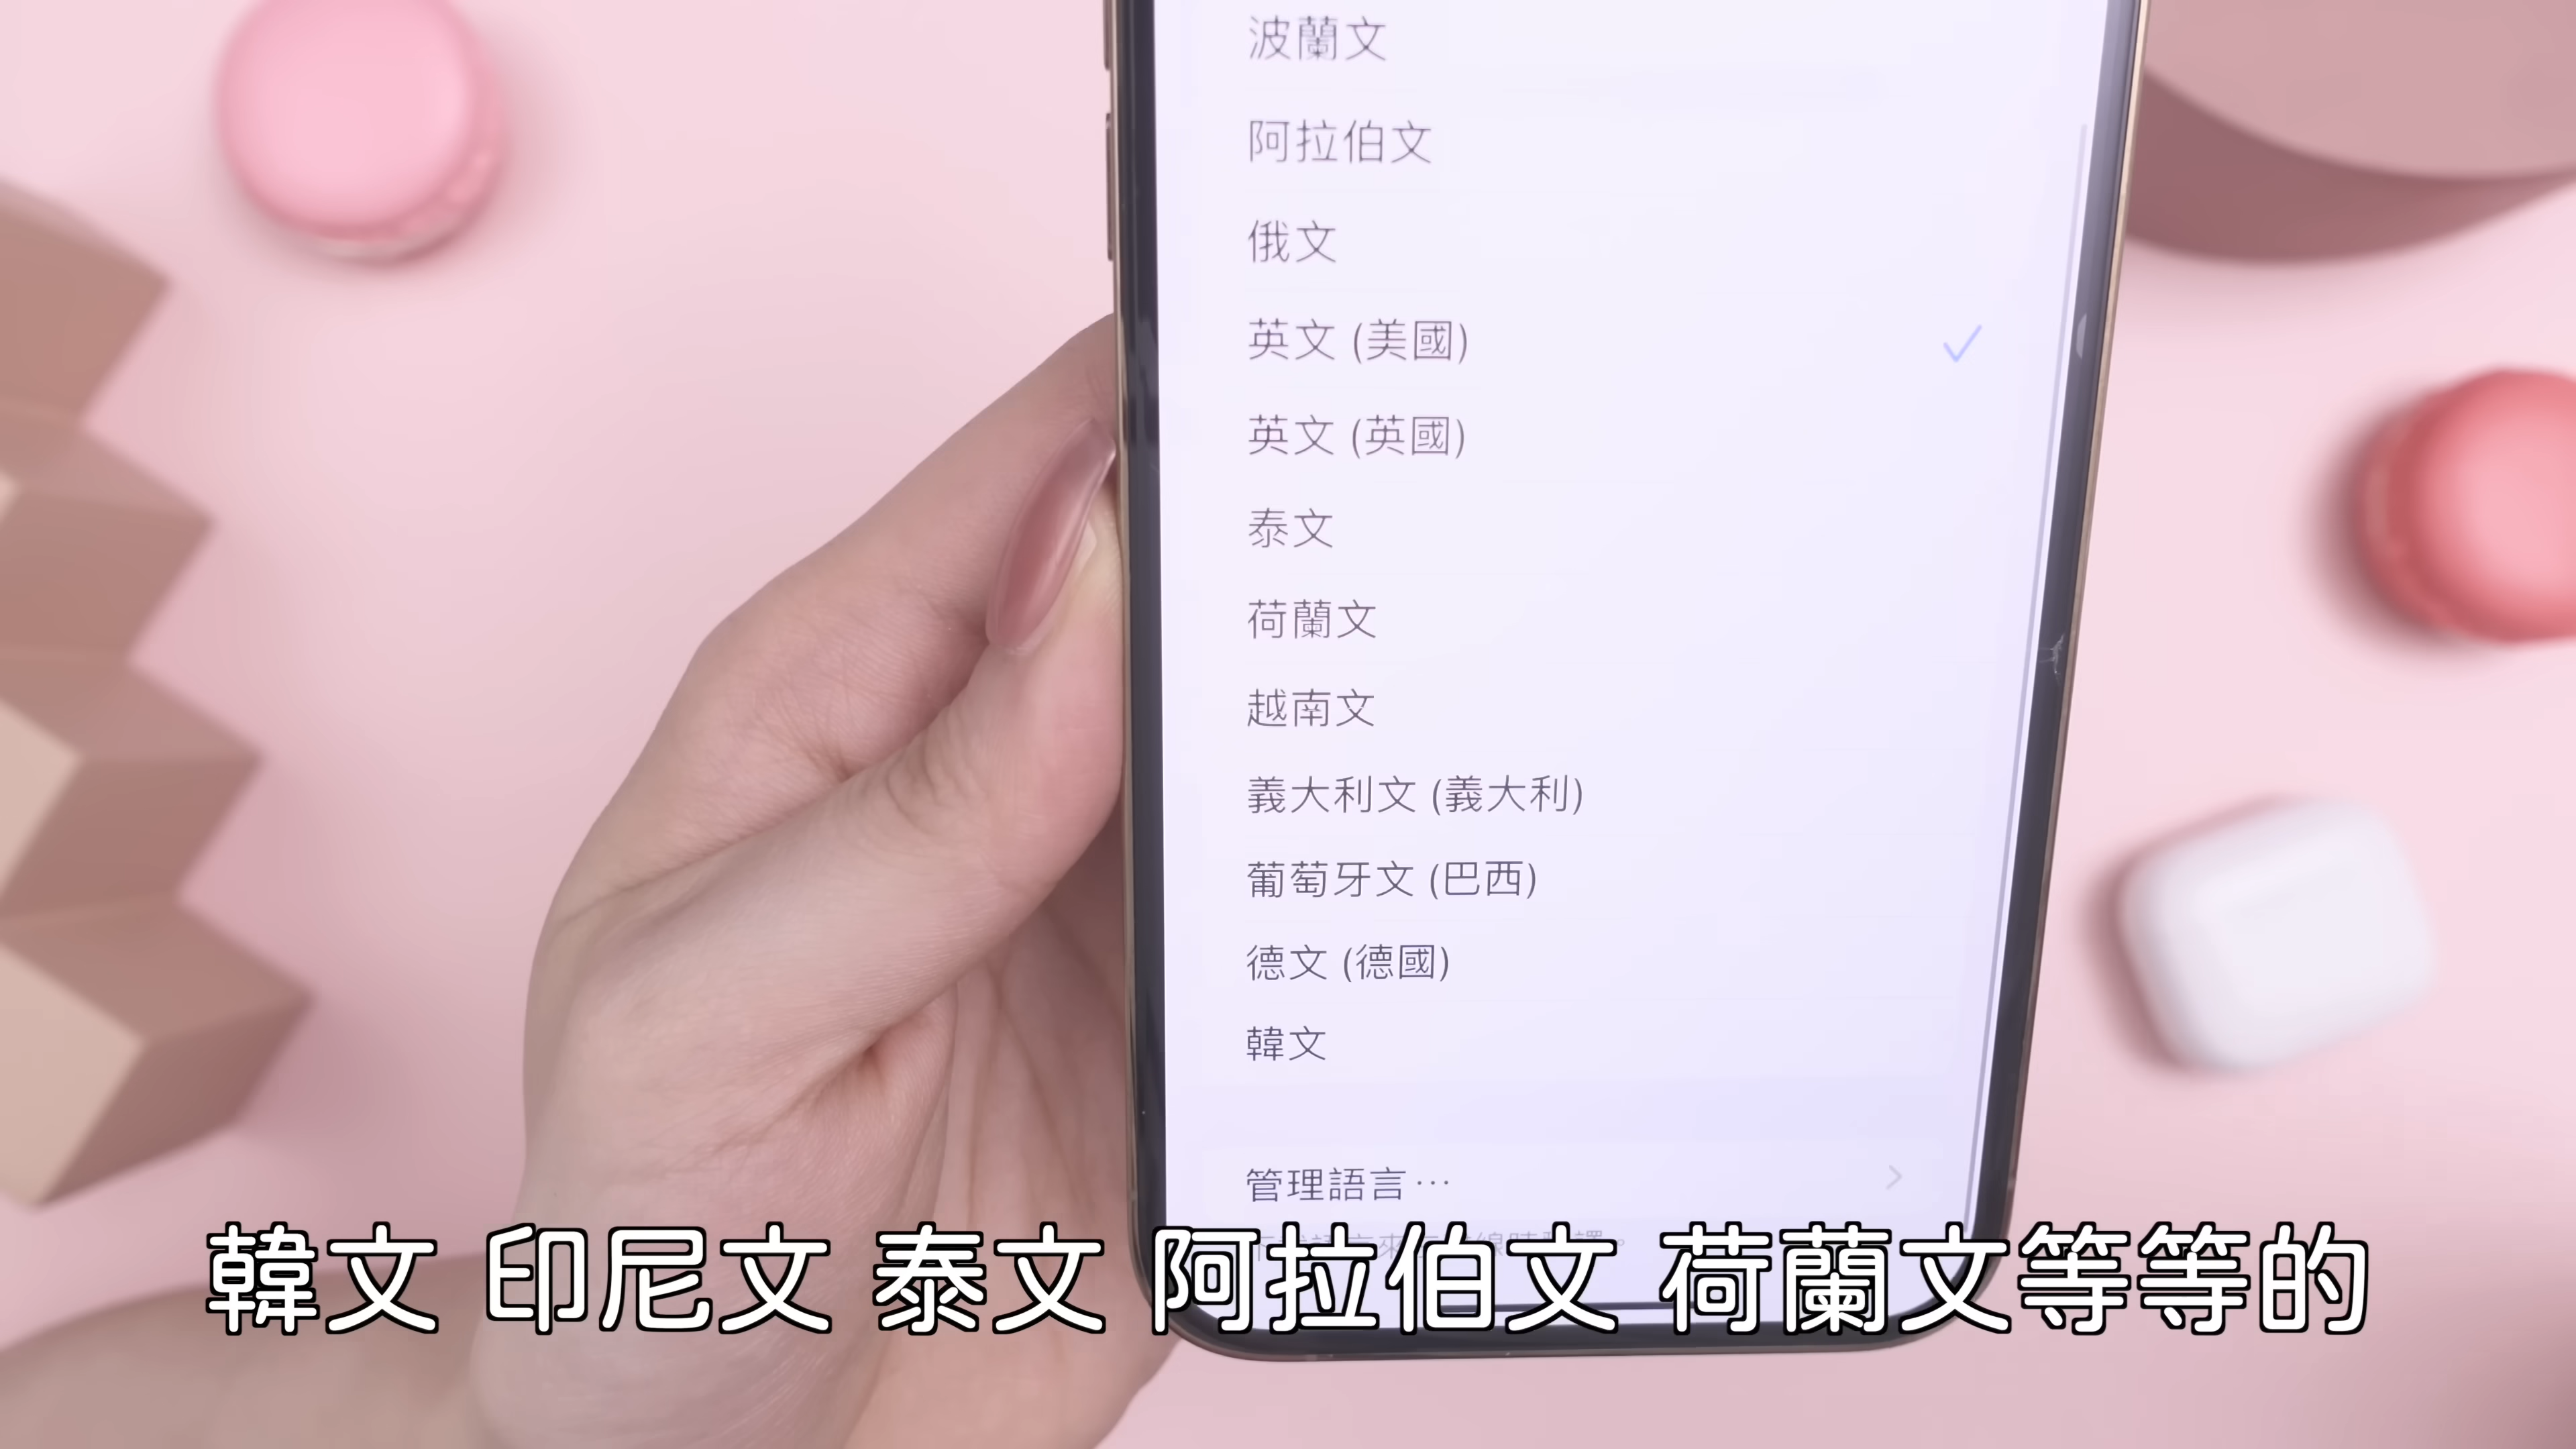 波蘭文
阿拉伯文
俄文
英文 (美國)
英文 (英國)
泰文
荷蘭文
越南文
義大利文 (義大利)
葡萄牙文 (巴西)
德文 (德國)
韓文
管理語言⋯
韓文 印尼文 泰文 阿拉伯文 荷蘭文等等的